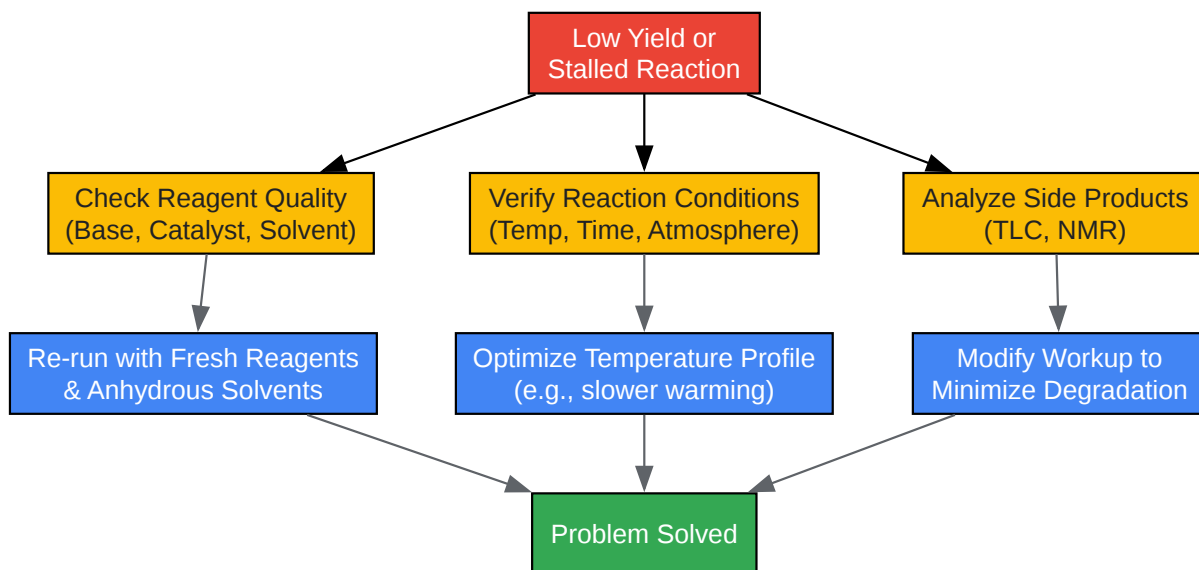 Low Yield or
Stalled Reaction
Check Reagent Quality
(Base, Catalyst, Solvent)
Verify Reaction Conditions
(Temp, Time, Atmosphere)
Analyze Side Products
(TLC, NMR)
Re-run with Fresh Reagents
& Anhydrous Solvents
Optimize Temperature Profile
(e.g., slower warming)
Modify Workup to
Minimize Degradation
Problem Solved